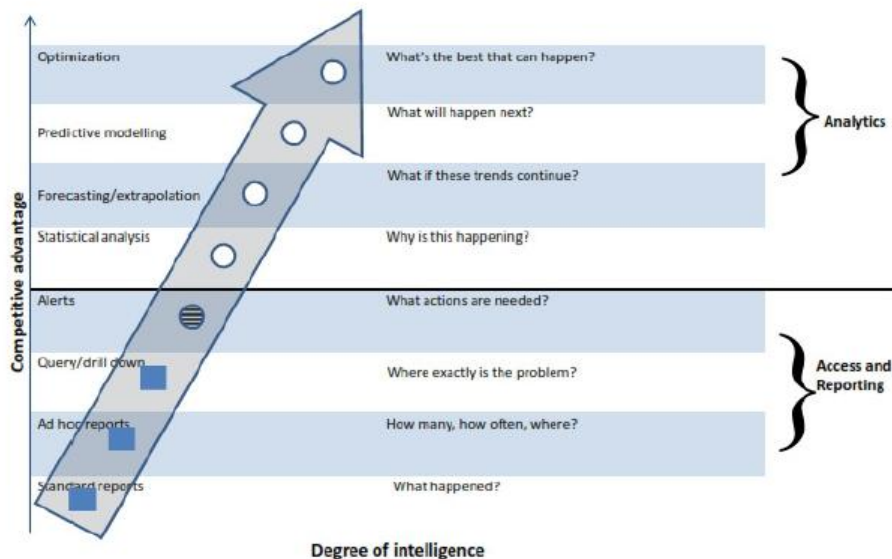 Optimization What's the best that can happen?
What will happen next?
Analytics
Predictive modelling
What if these trends continue?
Forecasting/extrapolation
Statistical analysis Why is this happening?
Competitive advantage
Alerts What actions are needed?
Query/drill down
Where exactly is the problem?
Access and
Reporting
Ad hoc reports How many, how often, where?
Standard reports What happened?
Degree of intelligence